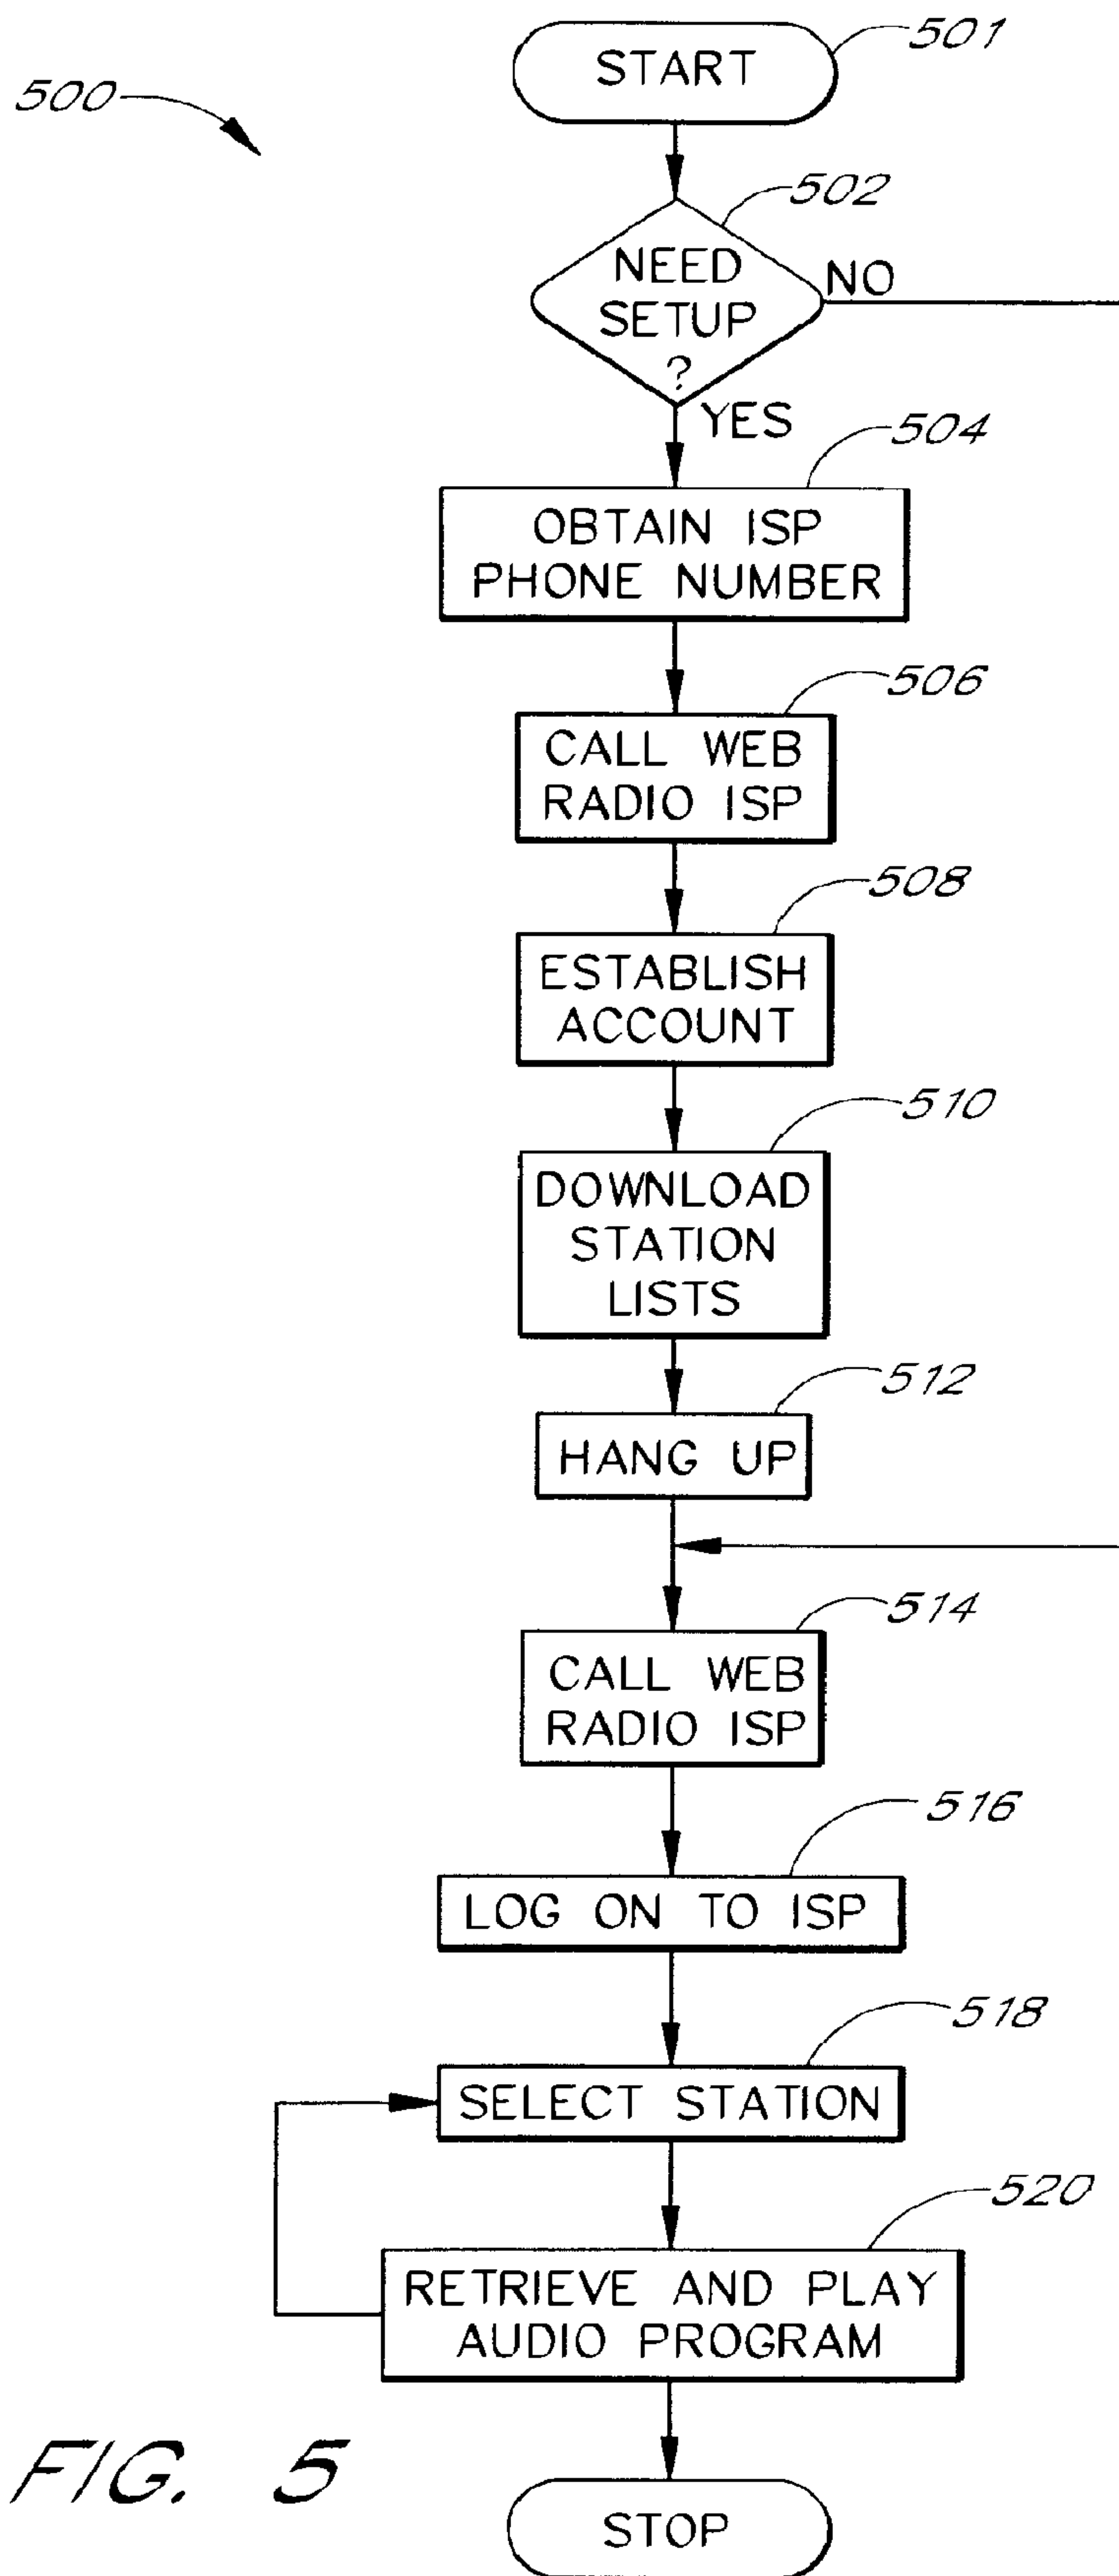 501
START
500
502
NEED
SETUP
?
NO
YES
504
OBTAIN ISP
PHONE NUMBER
506
CALL WEB
RADIO ISP
508
ESTABLISH
ACCOUNT
510
DOWNLOAD
STATION
LISTS
512
HANG UP
514
CALL WEB
RADIO ISP
516
LOG ON TO ISP
518
SELECT STATION
520
RETRIEVE AND PLAY
AUDIO PROGRAM
FIG. 5
STOP